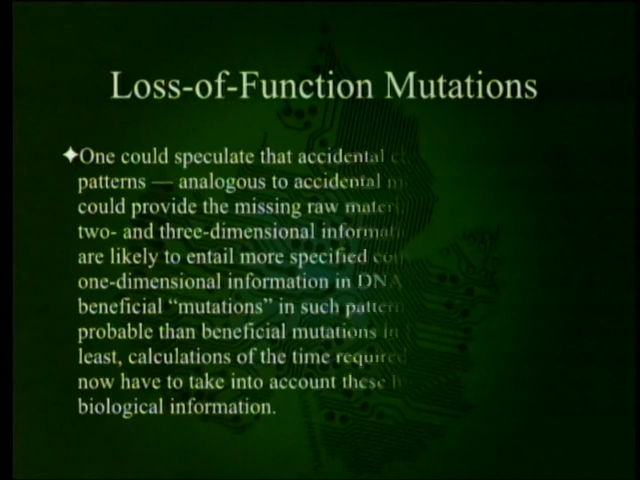 Loss-of-Function Mutations
✦One could speculate that accidental
patterns — analogous to accidental
could provide the missing raw
two- and three-dimensional
are likely to entail more specified
one-dimensional information in DNA
beneficial “mutations” in such
probable than beneficial mutations in
least, calculations of the time required
now have to take into account these
biological information.